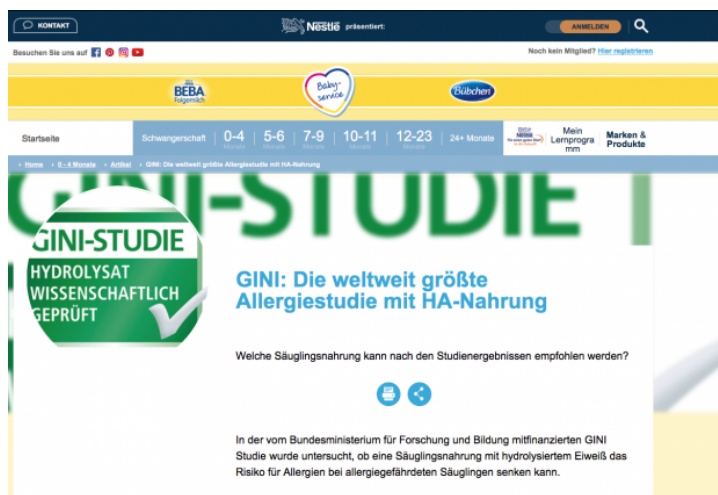 KONTAKT
Nestlé präsentiert:
ANMELDEN
Besuchen Sie uns auf
Noch kein Mitglied? Hier registrieren
BEBA
Folgemilch
Baby-
service
Bübchen
Startseite
Schwangerschaft
0-4
Monate
5-6
Monate
7-9
Monate
10-11
Monate
12-23
Monate
24+ Monate
Mein
Lernprogra
mm
Marken &
Produkte
Home › 0 - 4 Monate › Artikel › GINI: Die weltweit größte Allergiestudie mit HA-Nahrung
GINI-STUDIE
GINI-STUDIE
HYDROLYSAT
WISSENSCHAFTLICH
GEPRÜFT
GINI: Die weltweit größte
Allergiestudie mit HA-Nahrung
Welche Säuglingsnahrung kann nach den Studienergebnissen empfohlen werden?
In der vom Bundesministerium für Forschung und Bildung mitfinanzierten GINI
Studie wurde untersucht, ob eine Säuglingsnahrung mit hydrolysiertem Eiweiß das
Risiko für Allergien bei allergiegefährdeten Säuglingen senken kann.